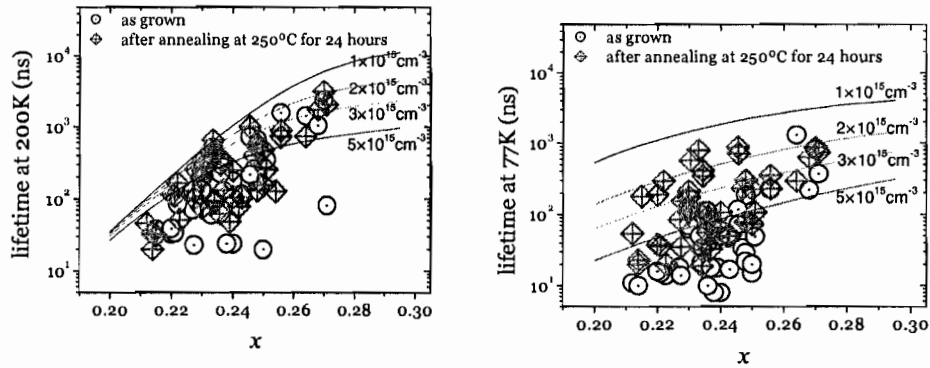 as grown
after annealing at 250°C for 24 hours
10⁴
10³
10²
10¹
lifetime at 200K (ns)
1×10¹⁵cm⁻³
2×10¹⁵cm⁻³
3×10¹⁵cm⁻³
5×10¹⁵cm⁻³
0.20 0.22 0.24 0.26 0.28 0.30
x
as grown
after annealing at 250°C for 24 hours
10⁴
10³
10²
10¹
lifetime at 77K (ns)
1×10¹⁵cm⁻³
2×10¹⁵cm⁻³
3×10¹⁵cm⁻³
5×10¹⁵cm⁻³
0.20 0.22 0.24 0.26 0.28 0.30
x